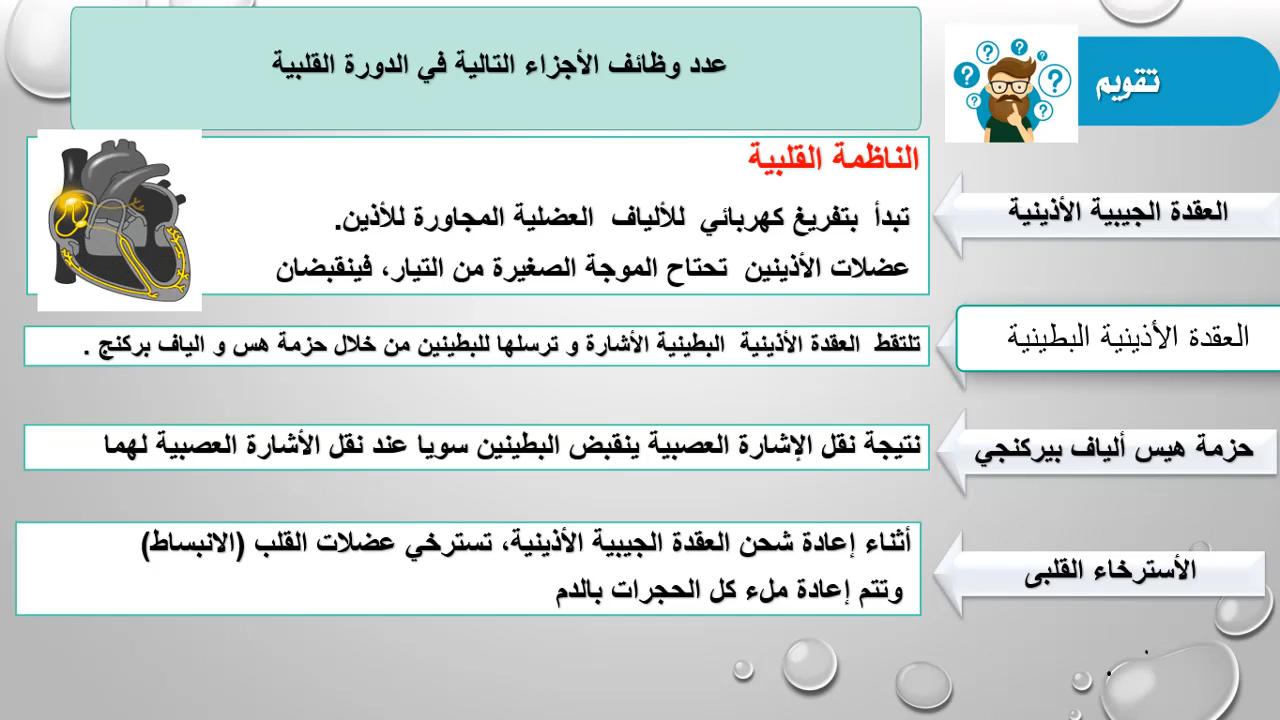 تقويم
عدد وظائف الأجزاء التالية في الدورة القلبية
العقدة الجيبية الأذينية
الناظمة القلبية
تبدأ بتفريغ كهربائي للألياف العضلية المجاورة للأذين.
عضلات الأذينين تحتاح الموجة الصغيرة من التيار، فينقبضان
العقدة الأذينية البطينية
تلتقط العقدة الأذينية البطينية الأشارة و ترسلها للبطينين من خلال حزمة هس و الياف بركنج .
حزمة هيس ألياف بيركنجي
نتيجة نقل الإشارة العصبية ينقبض البطينين سويا عند نقل الأشارة العصبية لهما
الأسترخاء القلبى
أثناء إعادة شحن العقدة الجيبية الأذينية، تسترخي عضلات القلب (الانبساط)
وتتم إعادة ملء كل الحجرات بالدم